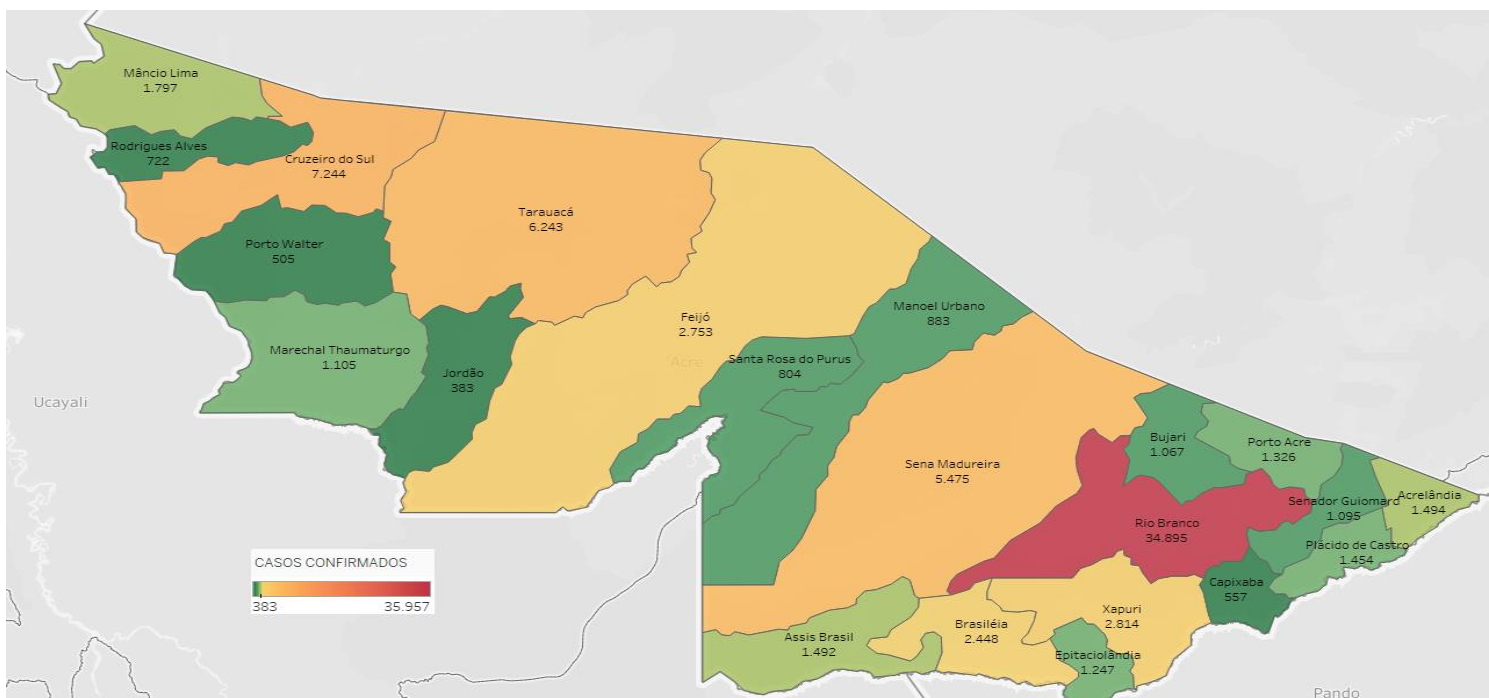 Mâncio Lima
1.797
Rodrigues Alves
722
Cruzeiro do Sul
7.244
Tarauacá
6.243
Porto Walter
505
Feijó
2.753
Acre
Manoel Urbano
883
Marechal Thaumaturgo
1.105
Jordão
383
Santa Rosa do Purus
804
Ucayali
Sena Madureira
5.475
Bujari
1.067
Porto Acre
1.326
Senador Guiomard
1.095
Acrelândia
1.494
Rio Branco
34.895
Plácido de Castro
1.454
Capixaba
557
CASOS CONFIRMADOS
383 35.957
Xapuri
2.814
Brasiléia
2.448
Assis Brasil
1.492
Epitaciolândia
1.247
Pando